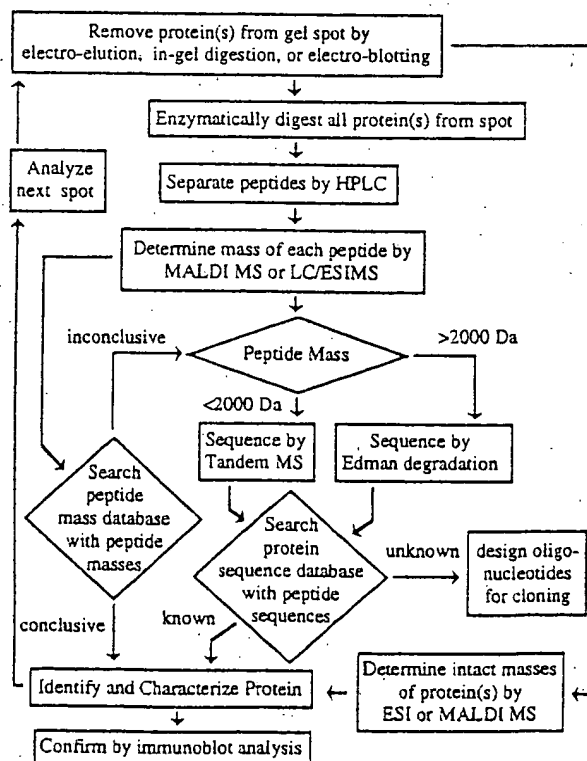 Remove protein(s) from gel spot by
electro-elution, in-gel digestion, or electro-blotting
Enzymatically digest all protein(s) from spot
Analyze
next spot
Separate peptides by HPLC
Determine mass of each peptide by
MALDI MS or LC/ESIMS
inconclusive
Peptide Mass
>2000 Da
<2000 Da
Sequence by
Tandem MS
Sequence by
Edman degradation
Search
peptide
mass database
with peptide
masses
Search
protein
sequence database
with peptide
sequences
unknown
design oligo-
nucleotides
for cloning
conclusive
known
Identify and Characterize Protein
Determine intact masses
of protein(s) by
ESI or MALDI MS
Confirm by immunoblot analysis